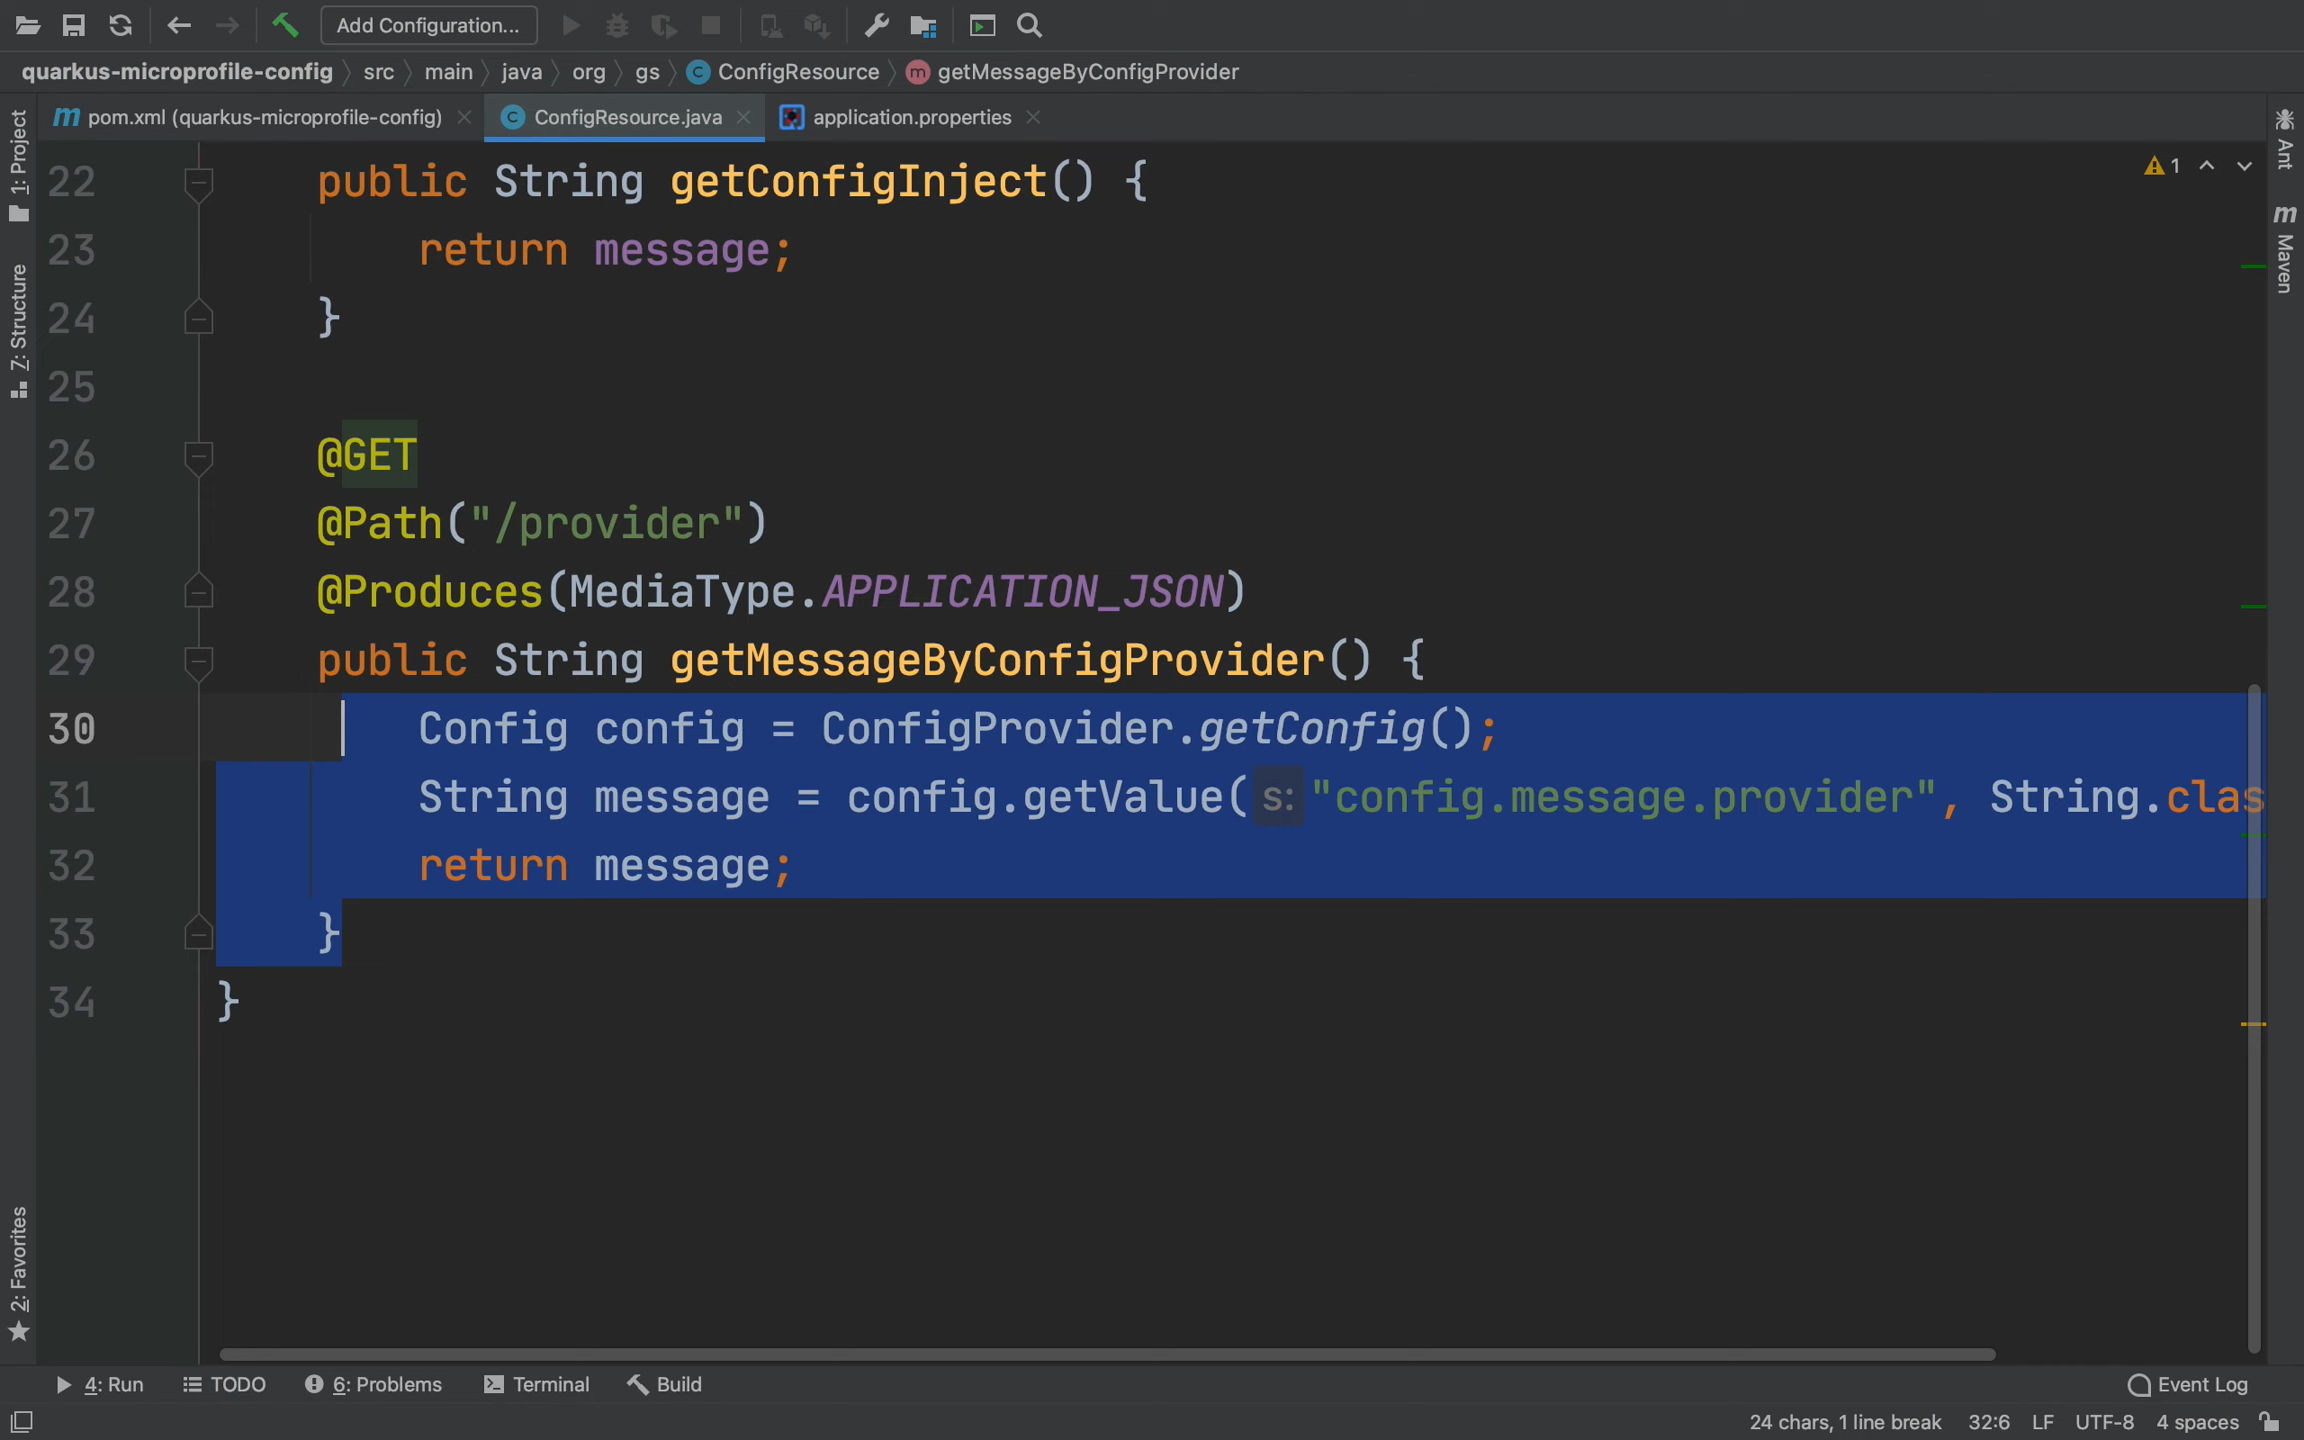 Add Configuration...
quarkus-microprofile-config src main java org gs C ConfigResource m getMessageByConfigProvider
m pom.xml (quarkus-microprofile-config) C ConfigResource.java application.properties
1: Project
7: Structure
2: Favorites
Ant
m Maven
1
22 public String getConfigInject() {
23 return message;
24 }
25
26 @GET
27 @Path("/provider")
28 @Produces(MediaType.APPLICATION_JSON)
29 public String getMessageByConfigProvider() {
30 Config config = ConfigProvider.getConfig();
31 String message = config.getValue( s: "config.message.provider", String.clas
32 return message;
33 }
34 }
4: Run TODO 6: Problems Terminal Build Event Log
24 chars, 1 line break 32:6 LF UTF-8 4 spaces